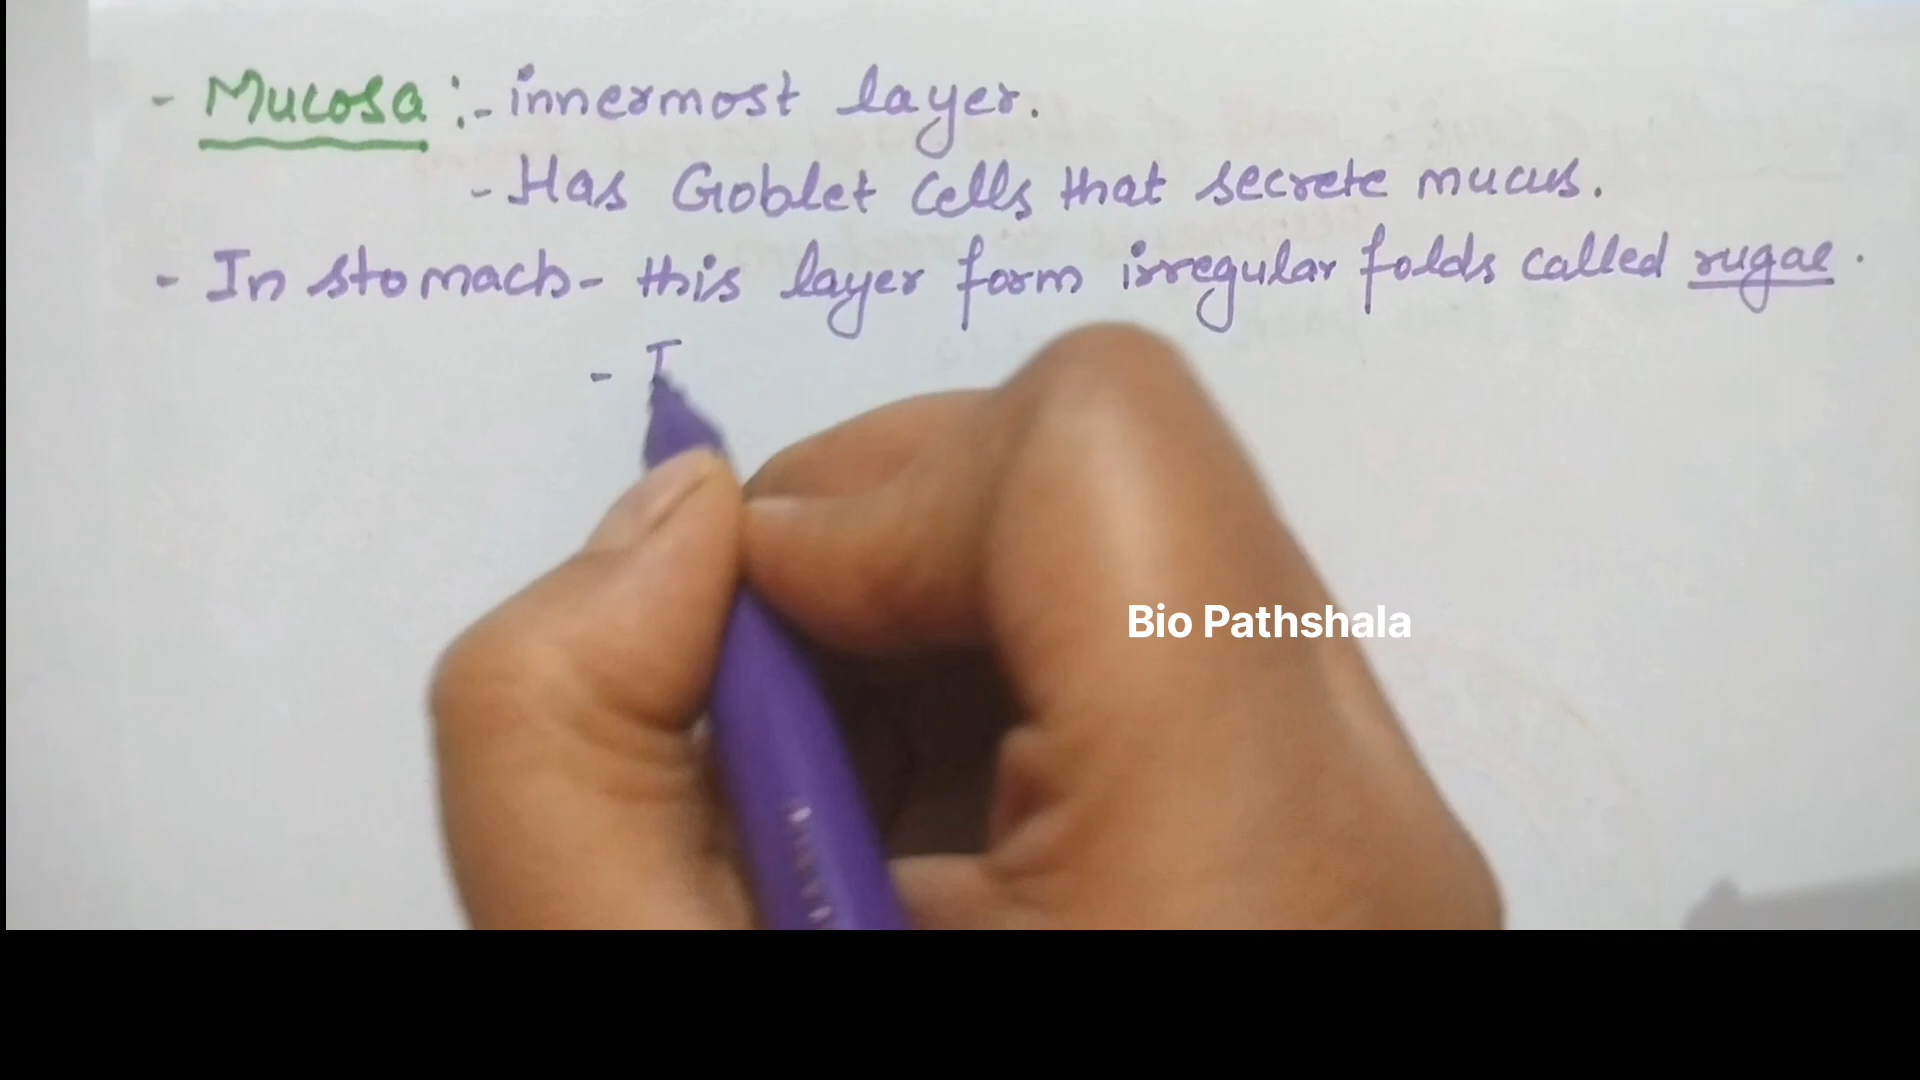 - Mucosa :- innermost layer.
- Has Goblet cells that secrete mucus.
- In stomach - this layer form irregular folds called rugae.
- I
Bio Pathshala